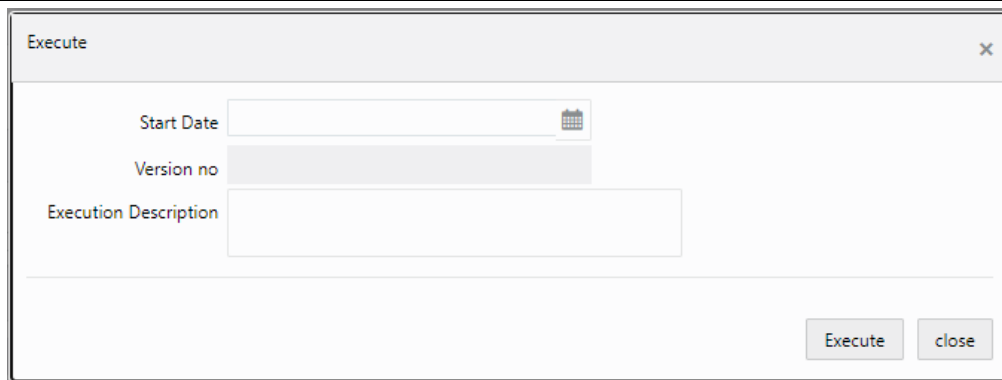 Execute
Start Date
Version no
Execution Description
Execute close